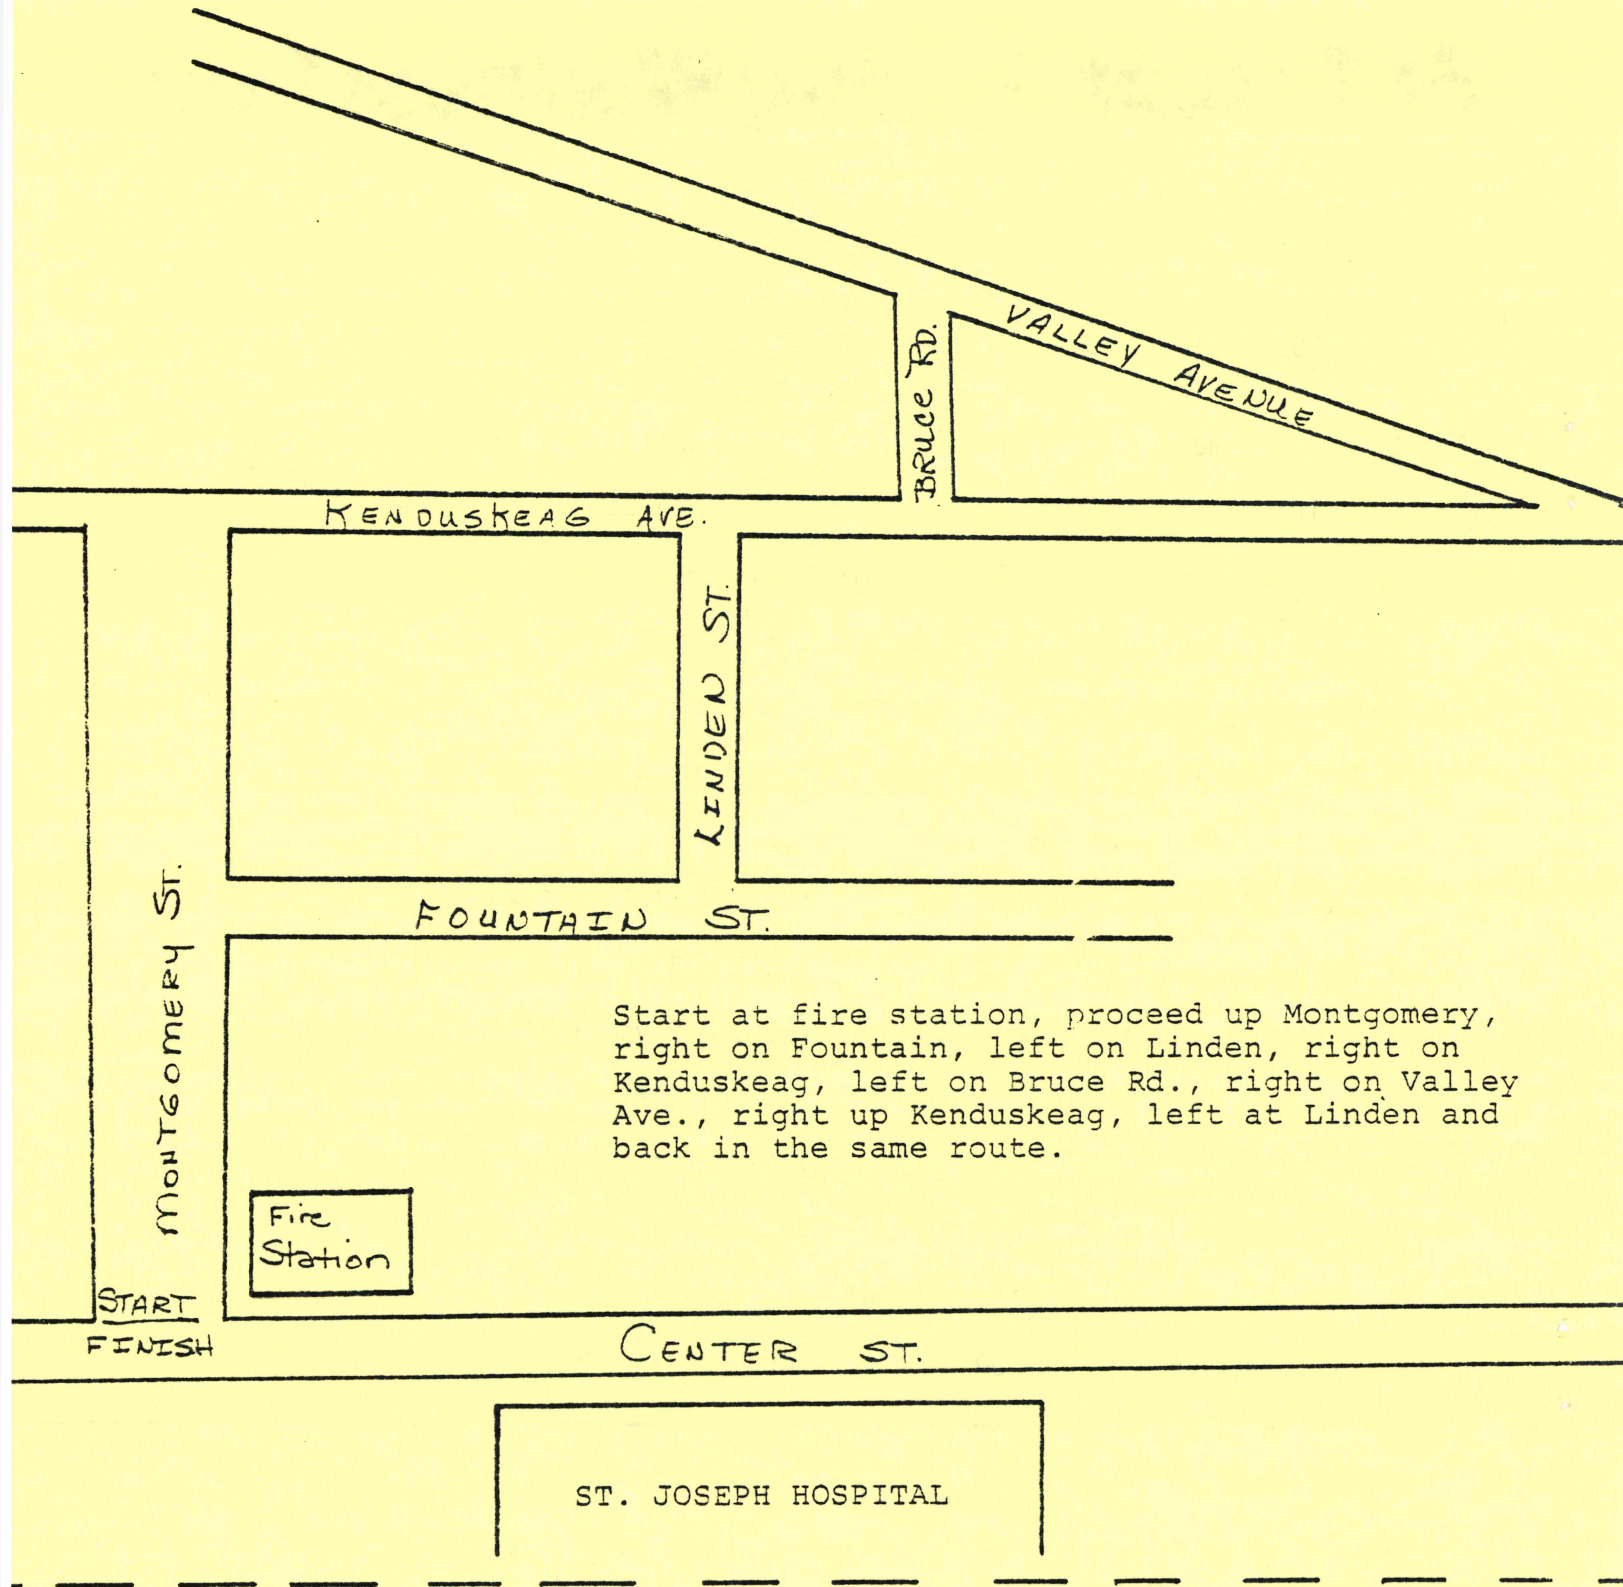 VALLEY AVENUE
BRUCE RD.
KENDUSKEAG AVE.
LINDEN ST.
FOUNTAIN ST.
MONTGOMERY ST.
Start at fire station, proceed up Montgomery,
right on Fountain, left on Linden, right on
Kenduskeag, left on Bruce Rd., right on Valley
Ave., right up Kenduskeag, left at Linden and
back in the same route.
Fire
Station
START
FINISH
CENTER ST.
ST. JOSEPH HOSPITAL